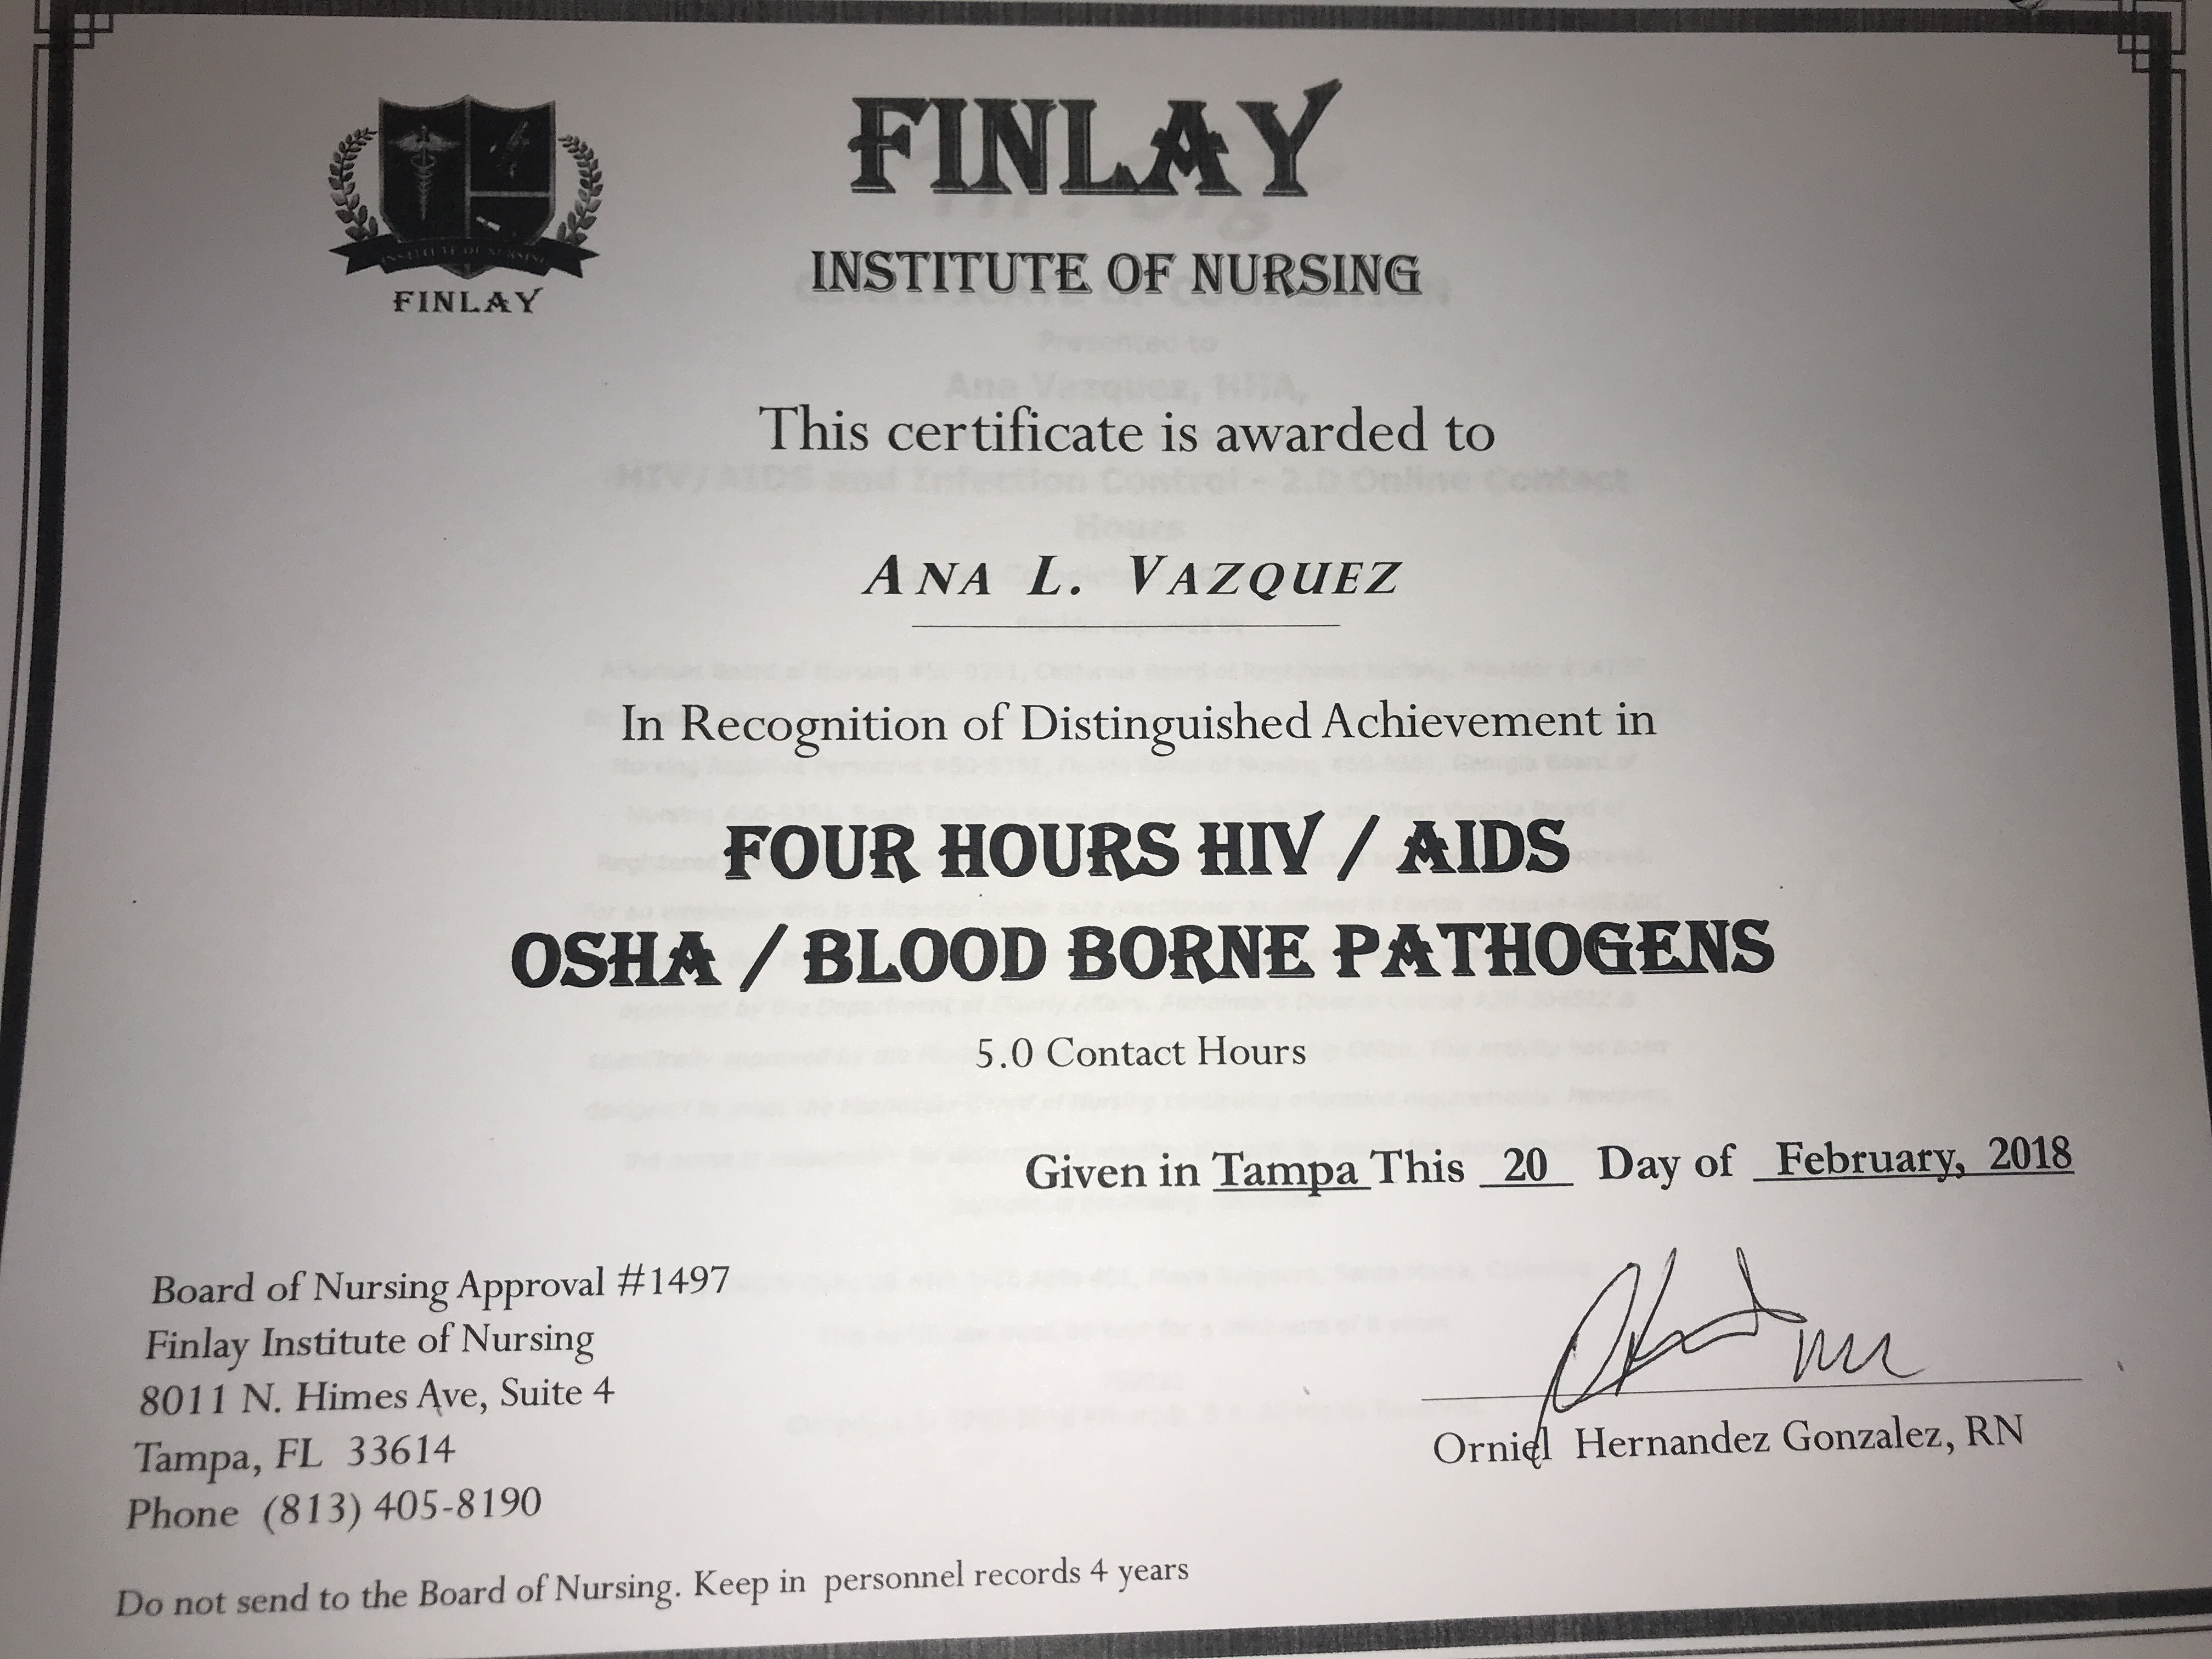 FINLAY
INSTITUTE OF NURSING
FINLAY
This certificate is awarded to
ANA L. VAZQUEZ
In Recognition of Distinguished Achievement in
FOUR HOURS HIV / AIDS
OSHA / BLOOD BORNE PATHOGENS
5.0 Contact Hours
Given in Tampa This 20 Day of February, 2018
Board of Nursing Approval #1497
Finlay Institute of Nursing
8011 N. Himes Ave, Suite 4
Tampa, FL 33614
Phone (813) 405-8190
Orniel Hernandez Gonzalez, RN
Do not send to the Board of Nursing. Keep in personnel records 4 years